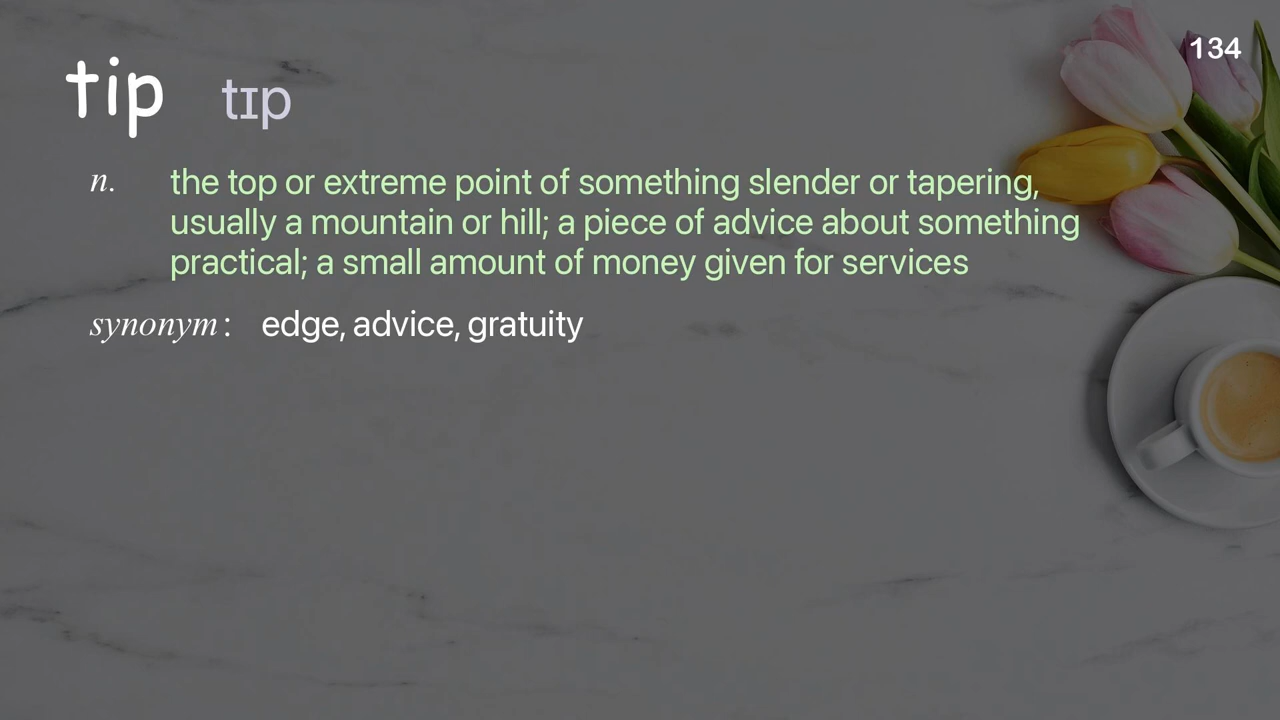 134
tip tɪp
n. the top or extreme point of something slender or tapering,
usually a mountain or hill; a piece of advice about something
practical; a small amount of money given for services
synonym: edge, advice, gratuity